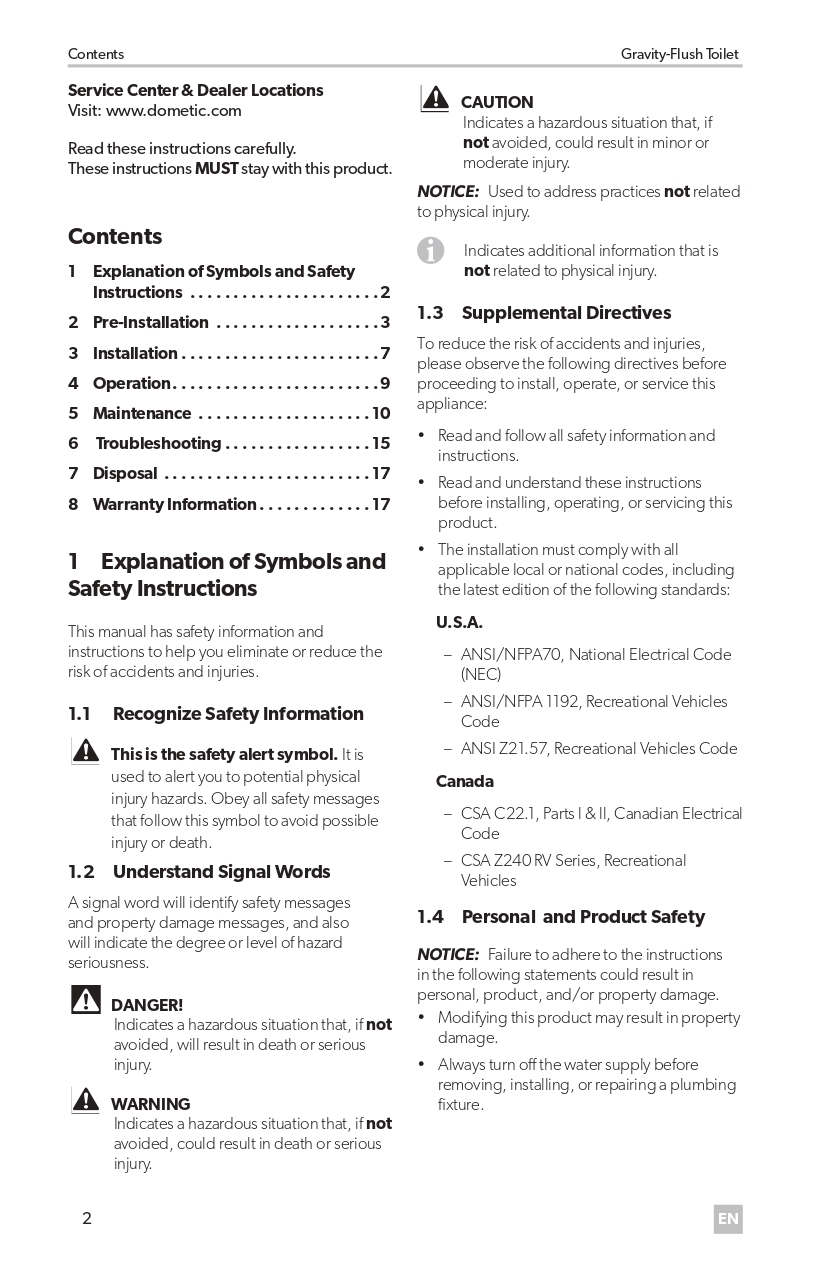 Contents
Gravity-Flush Toilet
Service Center & Dealer Locations
Visit: www.dometic.com
Read these instructions carefully.
These instructions MUST stay with this product.
Contents
1 Explanation of Symbols and Safety
Instructions . . . . . . . . . . . . . . . . . . . . . . 2
2 Pre-Installation . . . . . . . . . . . . . . . . . . . 3
3 Installation . . . . . . . . . . . . . . . . . . . . . . . 7
4 Operation . . . . . . . . . . . . . . . . . . . . . . . . 9
5 Maintenance . . . . . . . . . . . . . . . . . . . . 10
6 Troubleshooting . . . . . . . . . . . . . . . . . 15
7 Disposal . . . . . . . . . . . . . . . . . . . . . . . . 17
8 Warranty Information . . . . . . . . . . . . . 17
1 Explanation of Symbols and
Safety Instructions
This manual has safety information and
instructions to help you eliminate or reduce the
risk of accidents and injuries.
1.1 Recognize Safety Information
This is the safety alert symbol. It is
used to alert you to potential physical
injury hazards. Obey all safety messages
that follow this symbol to avoid possible
injury or death.
1.2 Understand Signal Words
A signal word will identify safety messages
and property damage messages, and also
will indicate the degree or level of hazard
seriousness.
DANGER!
Indicates a hazardous situation that, if not
avoided, will result in death or serious
injury.
WARNING
Indicates a hazardous situation that, if not
avoided, could result in death or serious
injury.
CAUTION
Indicates a hazardous situation that, if
not avoided, could result in minor or
moderate injury.
NOTICE: Used to address practices not related
to physical injury.
Indicates additional information that is
not related to physical injury.
1.3 Supplemental Directives
To reduce the risk of accidents and injuries,
please observe the following directives before
proceeding to install, operate, or service this
appliance:
• Read and follow all safety information and
instructions.
• Read and understand these instructions
before installing, operating, or servicing this
product.
• The installation must comply with all
applicable local or national codes, including
the latest edition of the following standards:
U.S.A.
– ANSI/NFPA70, National Electrical Code
(NEC)
– ANSI/NFPA 1192, Recreational Vehicles
Code
– ANSI Z21.57, Recreational Vehicles Code
Canada
– CSA C22.1, Parts l & ll, Canadian Electrical
Code
– CSA Z240 RV Series, Recreational
Vehicles
1.4 Personal and Product Safety
NOTICE: Failure to adhere to the instructions
in the following statements could result in
personal, product, and/or property damage.
• Modifying this product may result in property
damage.
• Always turn off the water supply before
removing, installing, or repairing a plumbing
fixture.
2
EN